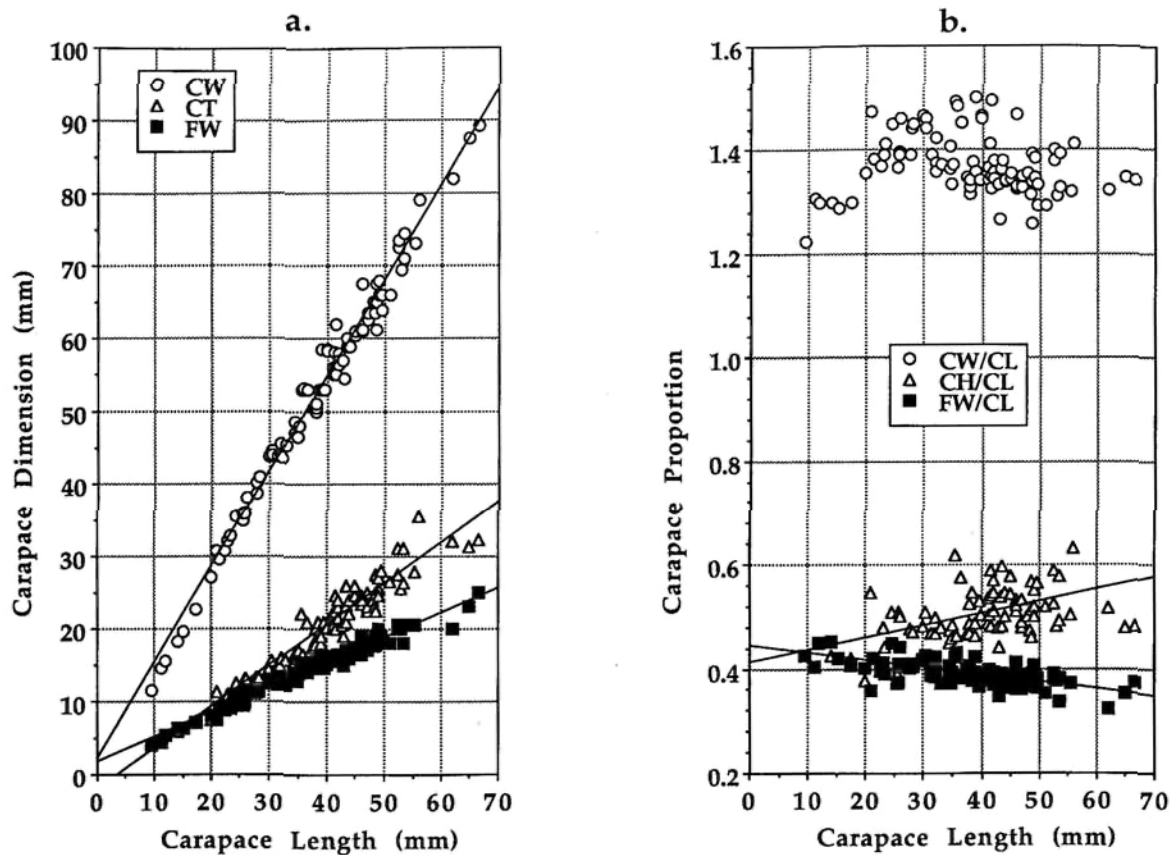 a.
Carapace Dimension (mm)
100
90
80
70
60
50
40
30
20
10
0
CW
CT
FW
0 10 20 30 40 50 60 70
Carapace Length (mm)
b.
Carapace Proportion
1.6
1.4
1.2
1.0
0.8
0.6
0.4
0.2
CW/CL
CH/CL
FW/CL
0 10 20 30 40 50 60 70
Carapace Length (mm)